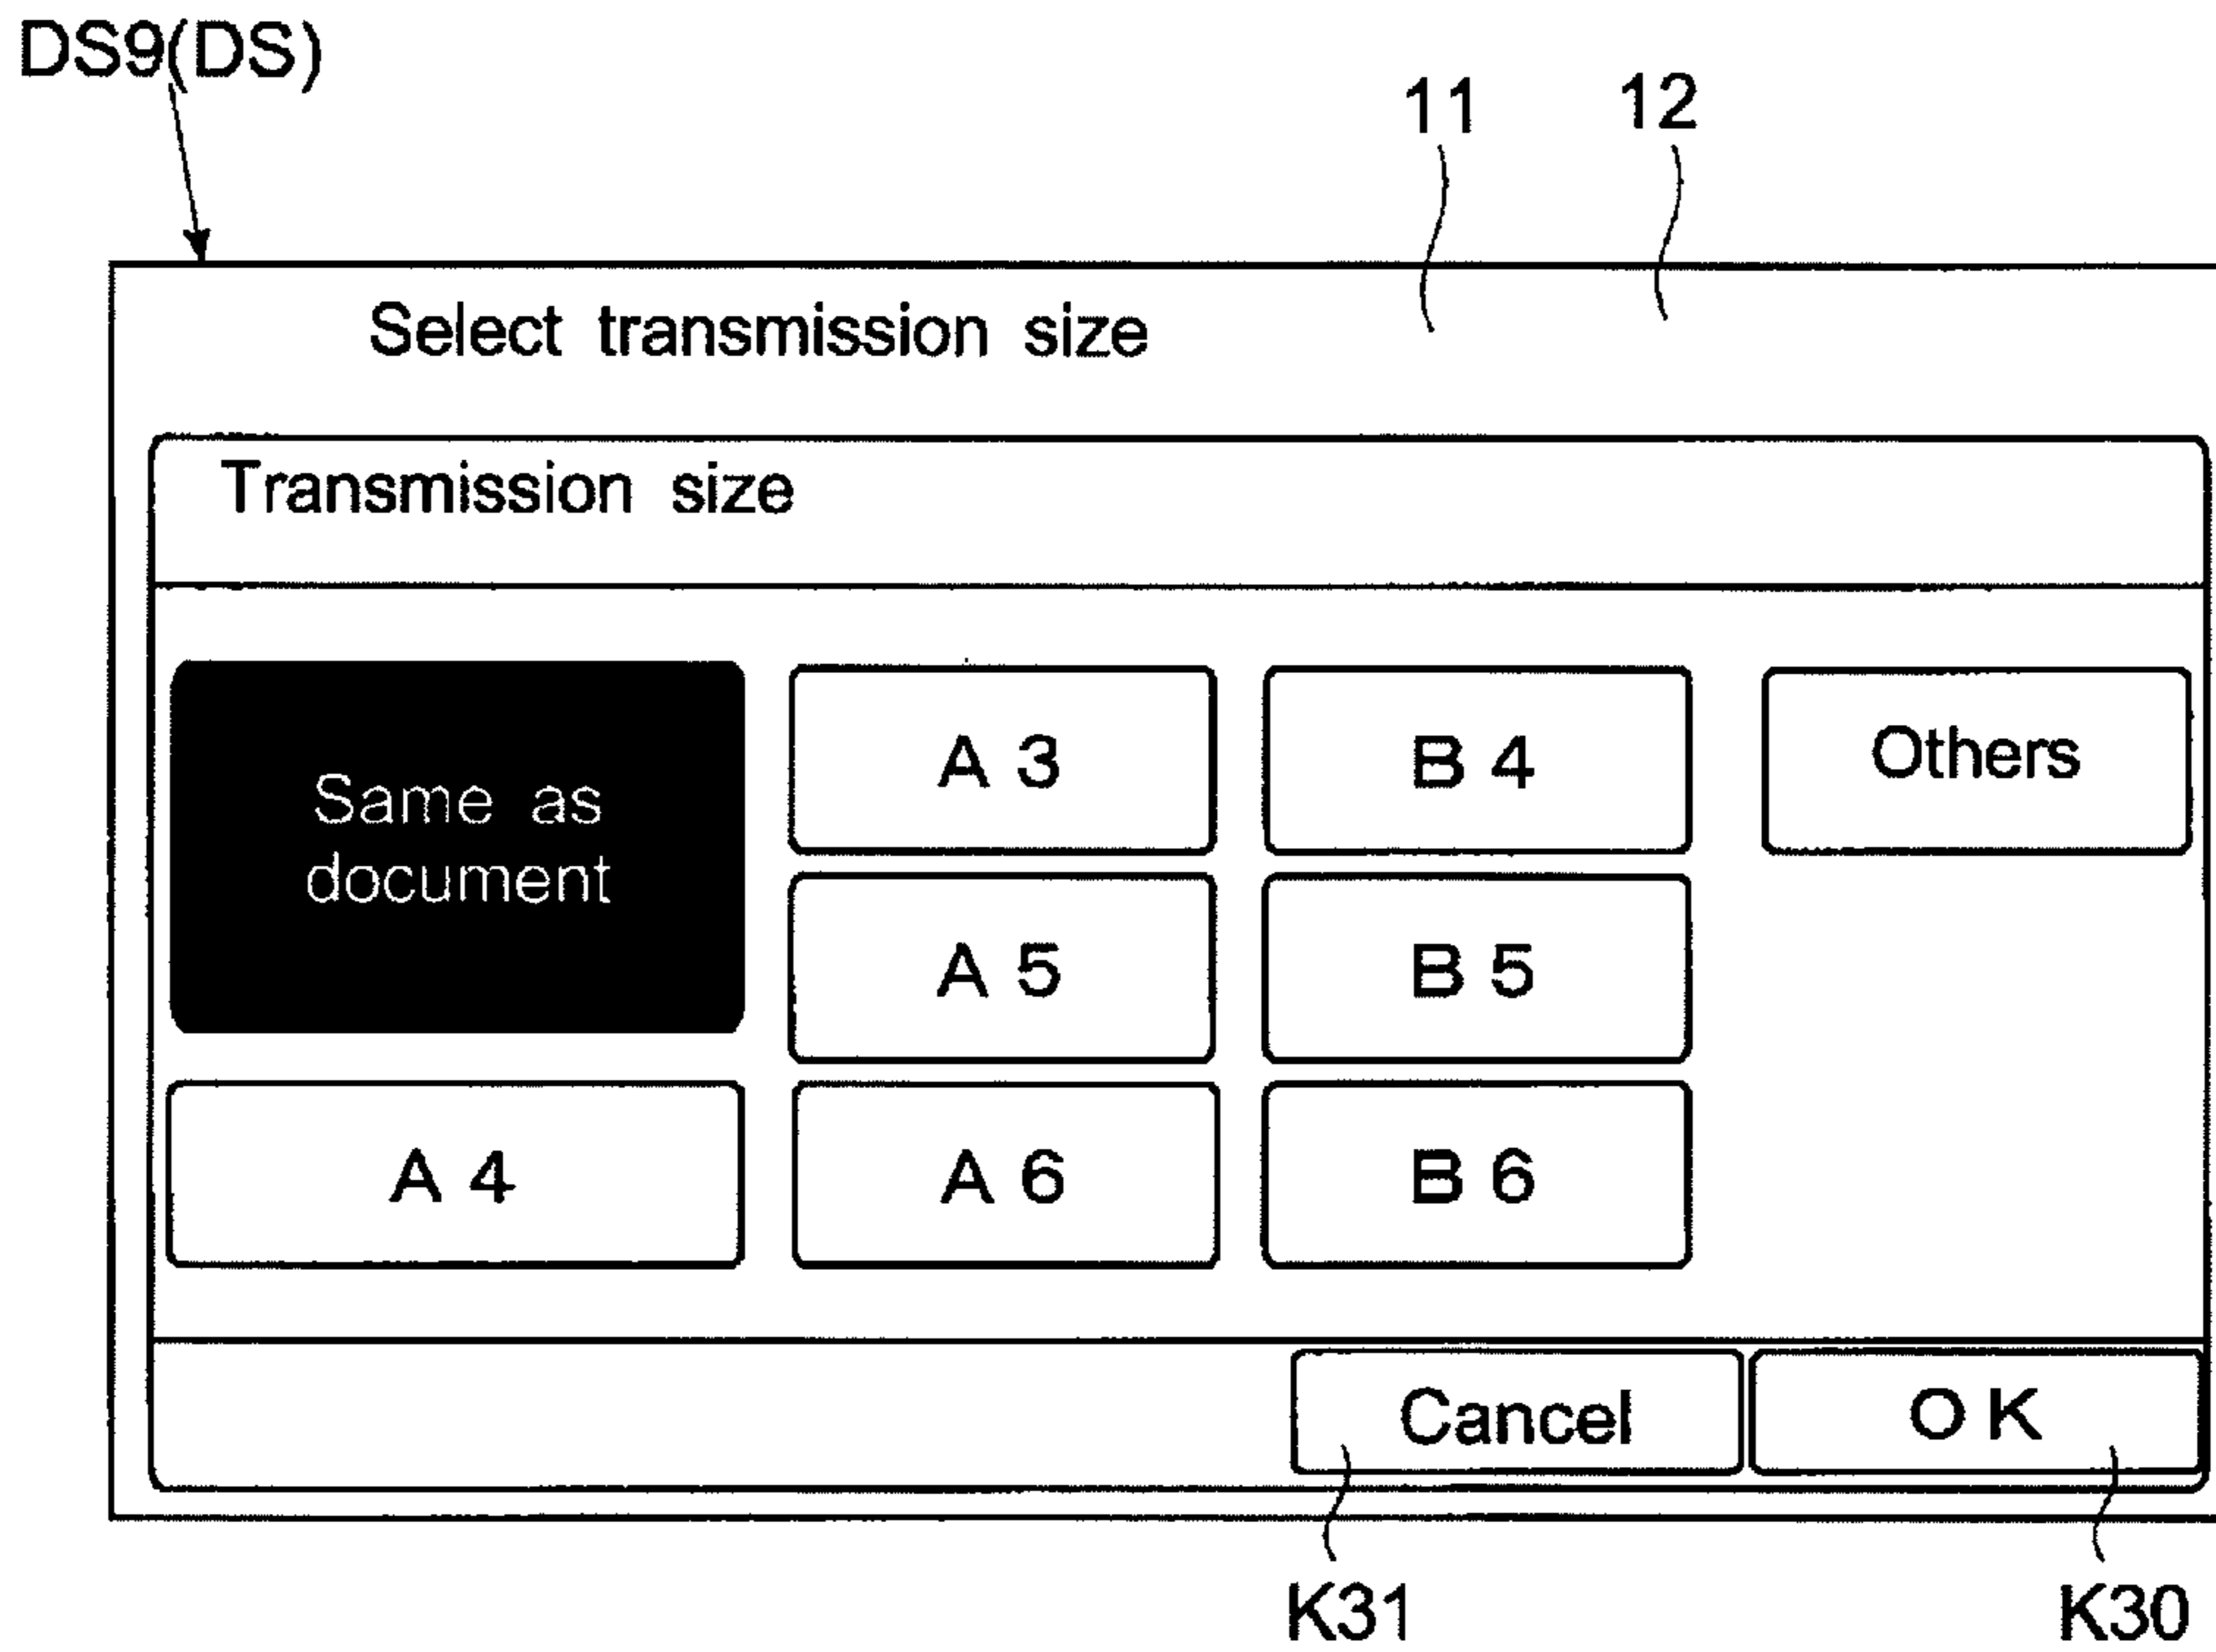 DS9(DS)
11
12
Select transmission size
Transmission size
Same as
document
A 3
B 4
Others
A 5
B 5
A 4
A 6
B 6
Cancel
O K
K31
K30